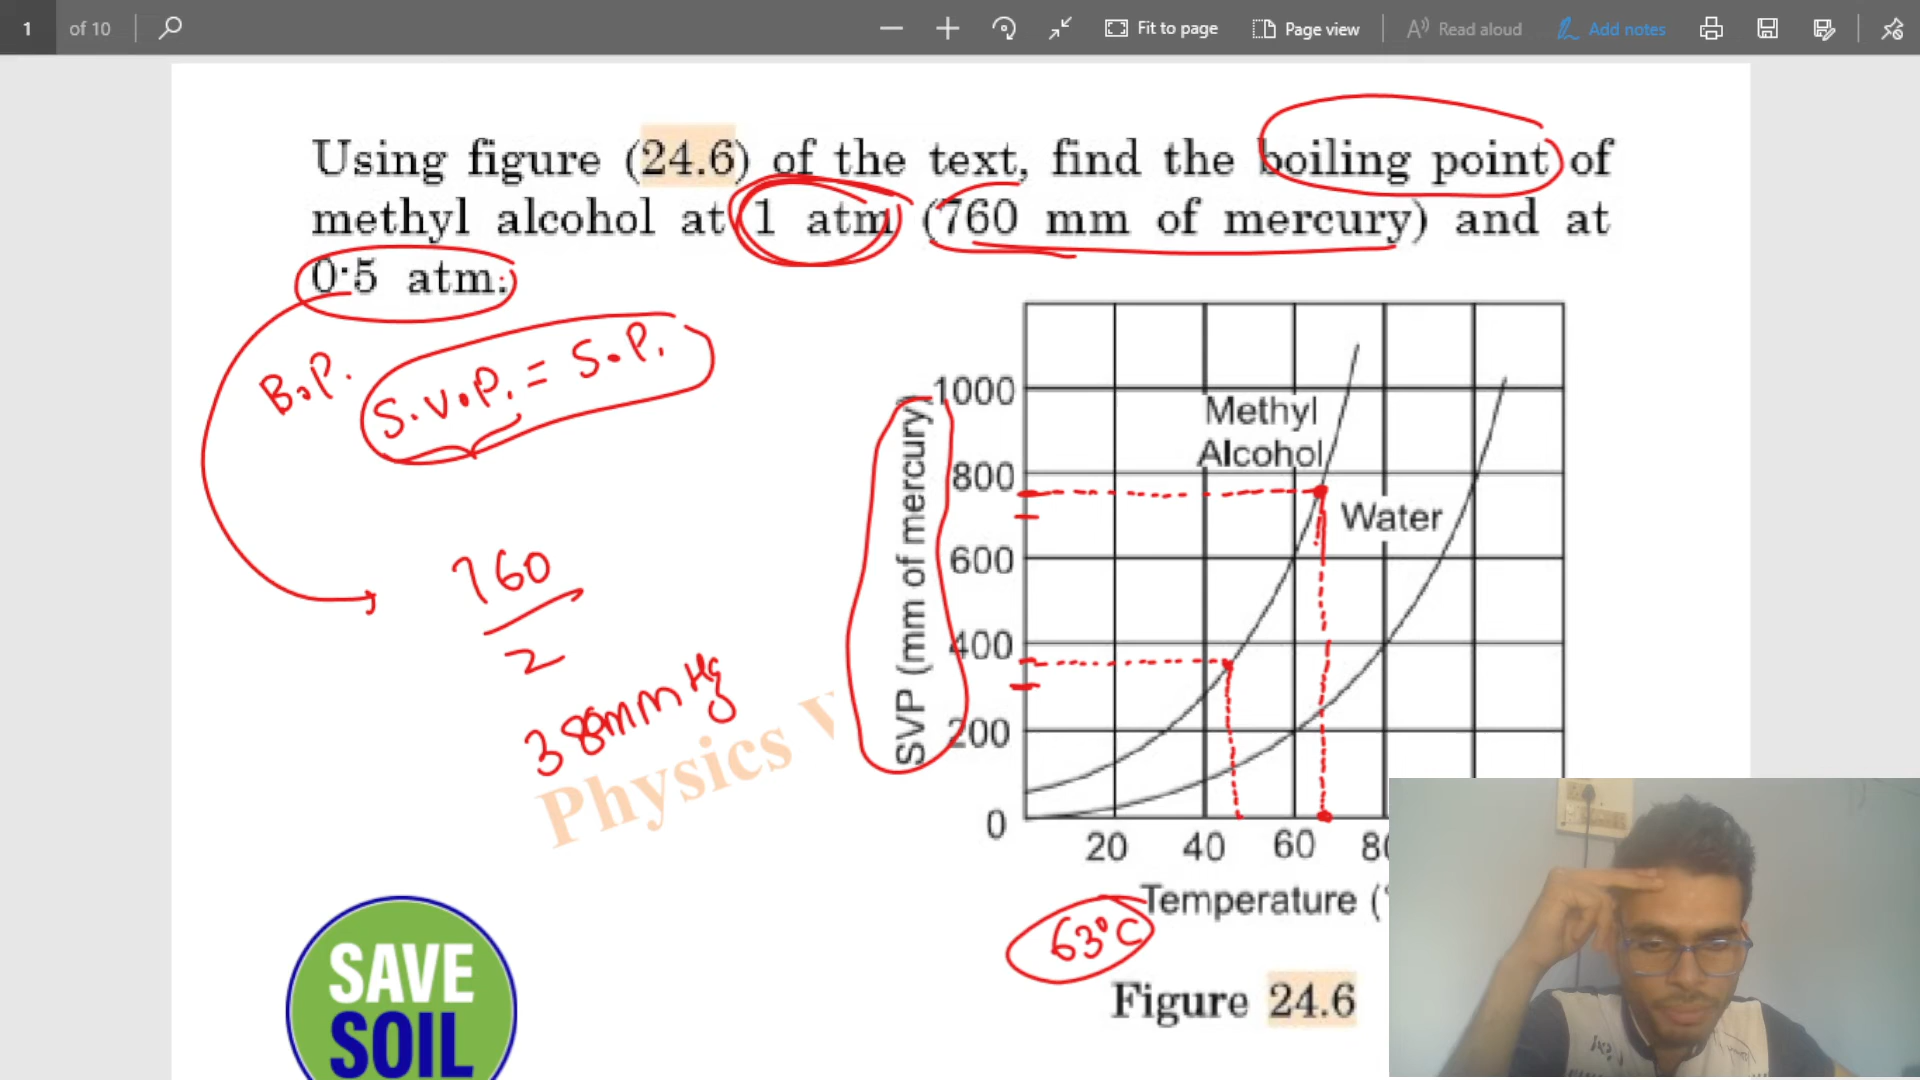 1 of 10 Fit to page Page view Read aloud Add notes
Using figure (24.6) of the text, find the boiling point of
methyl alcohol at 1 atm (760 mm of mercury) and at
0·5 atm.
B.P. S.V.P. = S.P.
760
2
380mm Hg
Physics
SVP (mm of mercury)
1000
800
600
400
200
0
Methyl
Alcohol
Water
20 40 60
Temperature (
63°C
Figure 24.6
SAVE
SOIL